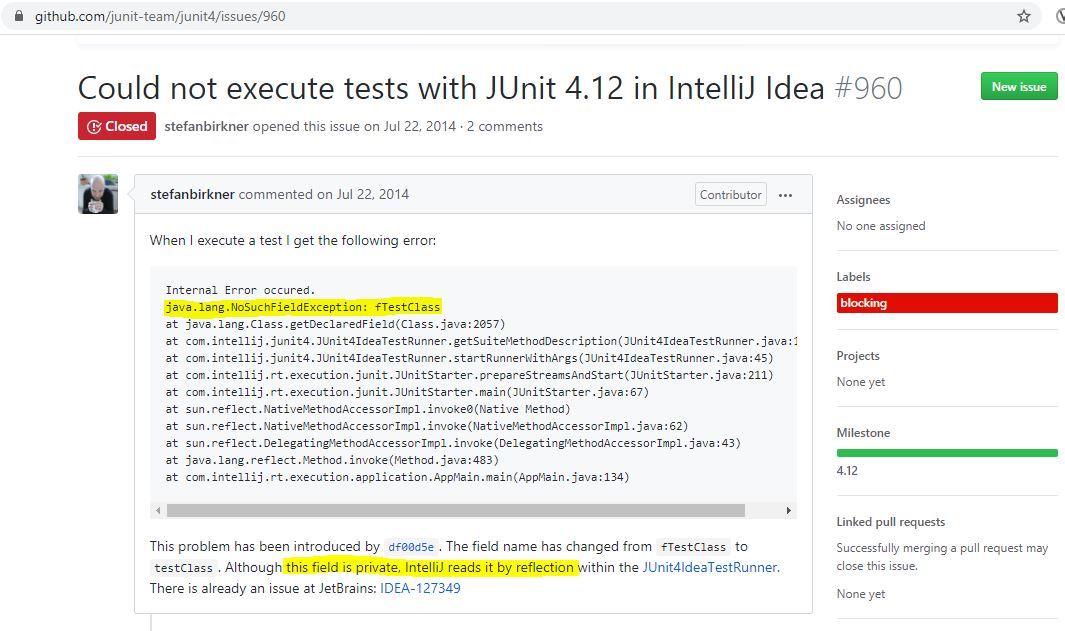 github.com/junit-team/junit4/issues/960
Could not execute tests with JUnit 4.12 in IntelliJ Idea #960
New issue
Closed stefanbirkner opened this issue on Jul 22, 2014 · 2 comments
stefanbirkner commented on Jul 22, 2014
Contributor ...
When I execute a test I get the following error:
Internal Error occured.
java.lang.NoSuchFieldException: fTestClass
at java.lang.Class.getDeclaredField(Class.java:2057)
at com.intellij.junit4.JUnit4IdeaTestRunner.getSuiteMethodDescription(JUnit4IdeaTestRunner.java:1
at com.intellij.junit4.JUnit4IdeaTestRunner.startRunnerWithArgs(JUnit4IdeaTestRunner.java:45)
at com.intellij.rt.execution.junit.JUnitStarter.prepareStreamsAndStart(JUnitStarter.java:211)
at com.intellij.rt.execution.junit.JUnitStarter.main(JUnitStarter.java:67)
at sun.reflect.NativeMethodAccessorImpl.invoke0(Native Method)
at sun.reflect.NativeMethodAccessorImpl.invoke(NativeMethodAccessorImpl.java:62)
at sun.reflect.DelegatingMethodAccessorImpl.invoke(DelegatingMethodAccessorImpl.java:43)
at java.lang.reflect.Method.invoke(Method.java:483)
at com.intellij.rt.execution.application.AppMain.main(AppMain.java:134)
This problem has been introduced by df00d5e. The field name has changed from fTestClass to
testClass. Although this field is private, IntelliJ reads it by reflection within the JUnit4IdeaTestRunner.
There is already an issue at JetBrains: IDEA-127349
Assignees
No one assigned
Labels
blocking
Projects
None yet
Milestone
4.12
Linked pull requests
Successfully merging a pull request may
close this issue.
None yet